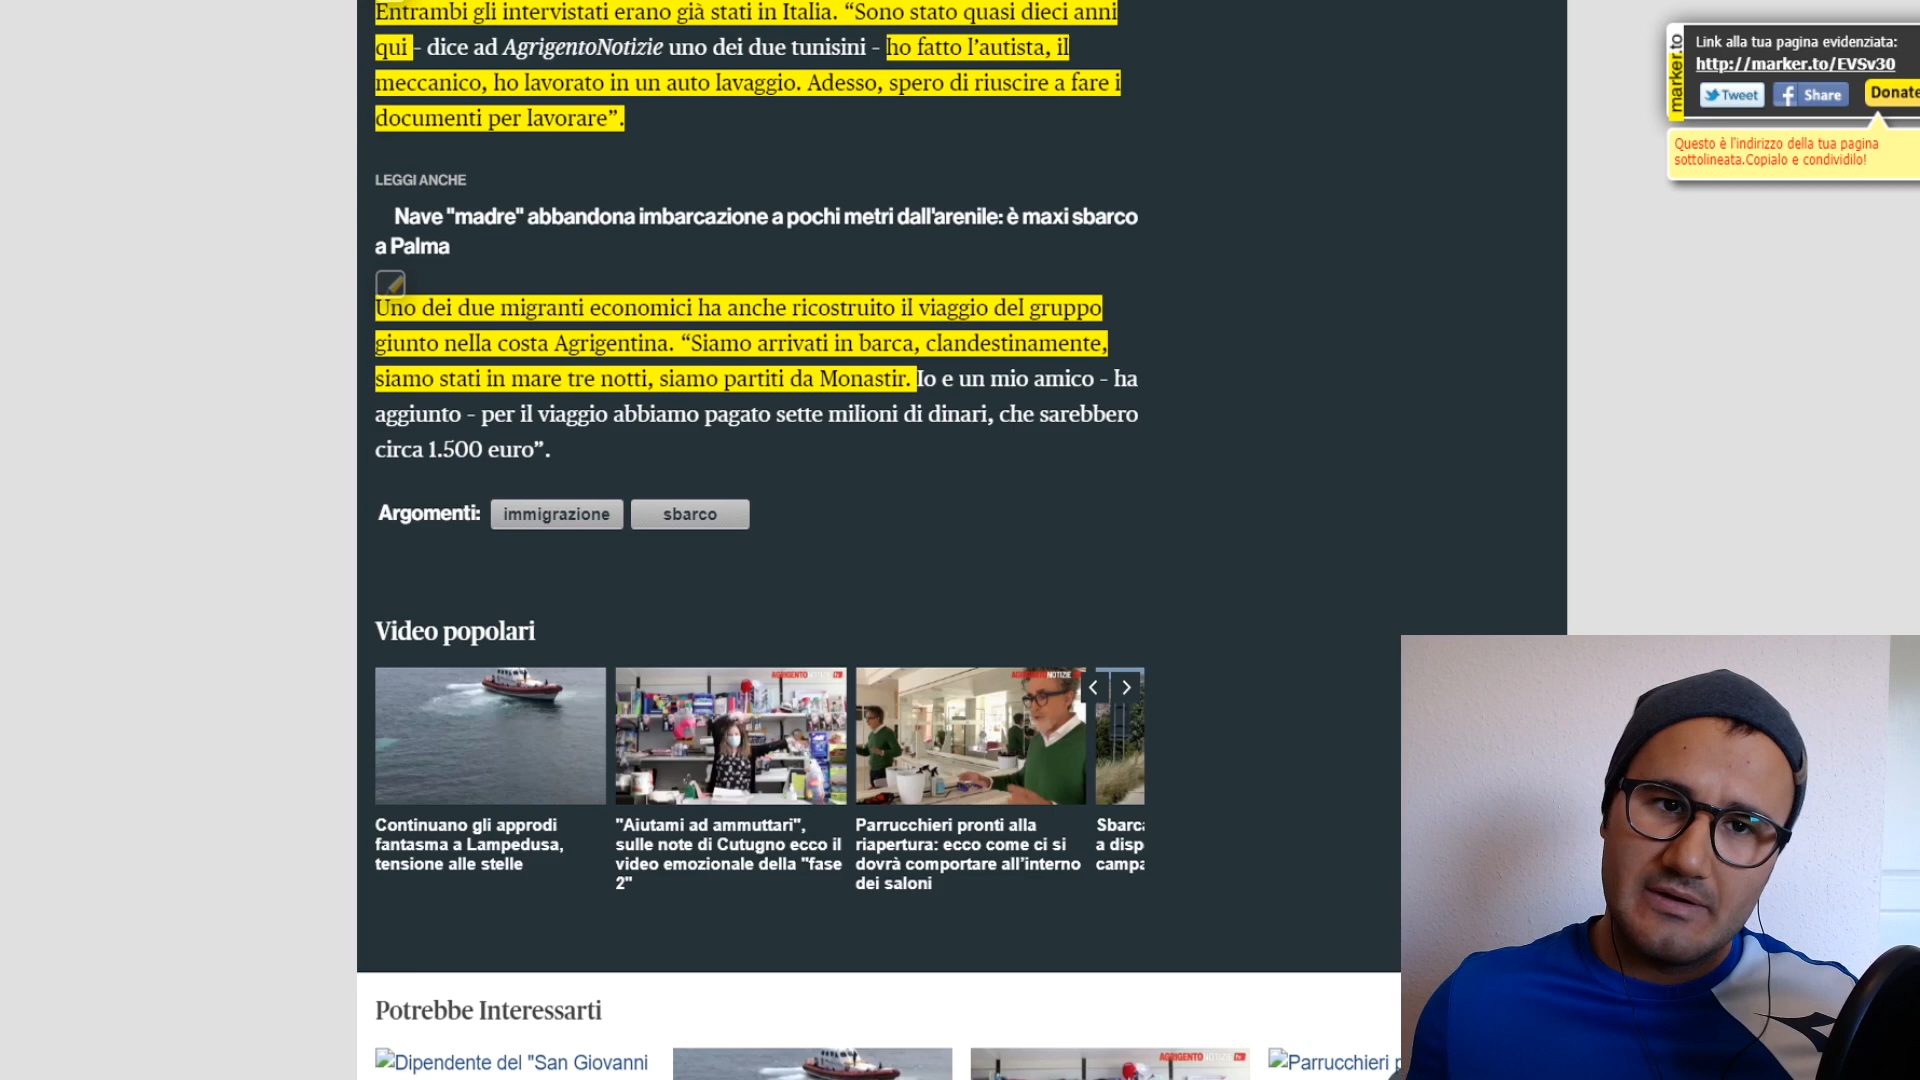 Entrambi gli intervistati erano già stati in Italia. “Sono stato quasi dieci anni
qui - dice ad AgrigentoNotizie uno dei due tunisini - ho fatto l’autista, il
meccanico, ho lavorato in un auto lavaggio. Adesso, spero di riuscire a fare i
documenti per lavorare”.
LEGGI ANCHE
Nave "madre" abbandona imbarcazione a pochi metri dall'arenile: è maxi sbarco
a Palma
Uno dei due migranti economici ha anche ricostruito il viaggio del gruppo
giunto nella costa Agrigentina. “Siamo arrivati in barca, clandestinamente,
siamo stati in mare tre notti, siamo partiti da Monastir. Io e un mio amico - ha
aggiunto - per il viaggio abbiamo pagato sette milioni di dinari, che sarebbero
circa 1.500 euro”.
Argomenti: immigrazione sbarco
Video popolari
AGRIGENTONOTIZIE
AGRIGENTONOTIZIE
Continuano gli approdi
fantasma a Lampedusa,
tensione alle stelle
"Aiutami ad ammuttari",
sulle note di Cutugno ecco il
video emozionale della "fase
2"
Parrucchieri pronti alla
riapertura: ecco come ci si
dovrà comportare all’interno
dei saloni
Sbarc
a disp
campa
Potrebbe Interessarti
Dipendente del "San Giovanni
AGRIGENTONOTIZIE
Parrucchieri
marker.to
Link alla tua pagina evidenziata:
http://marker.to/EVSv30
Tweet
Share
Donate
Questo è l'indirizzo della tua pagina
sottolineata.Copialo e condividilo!